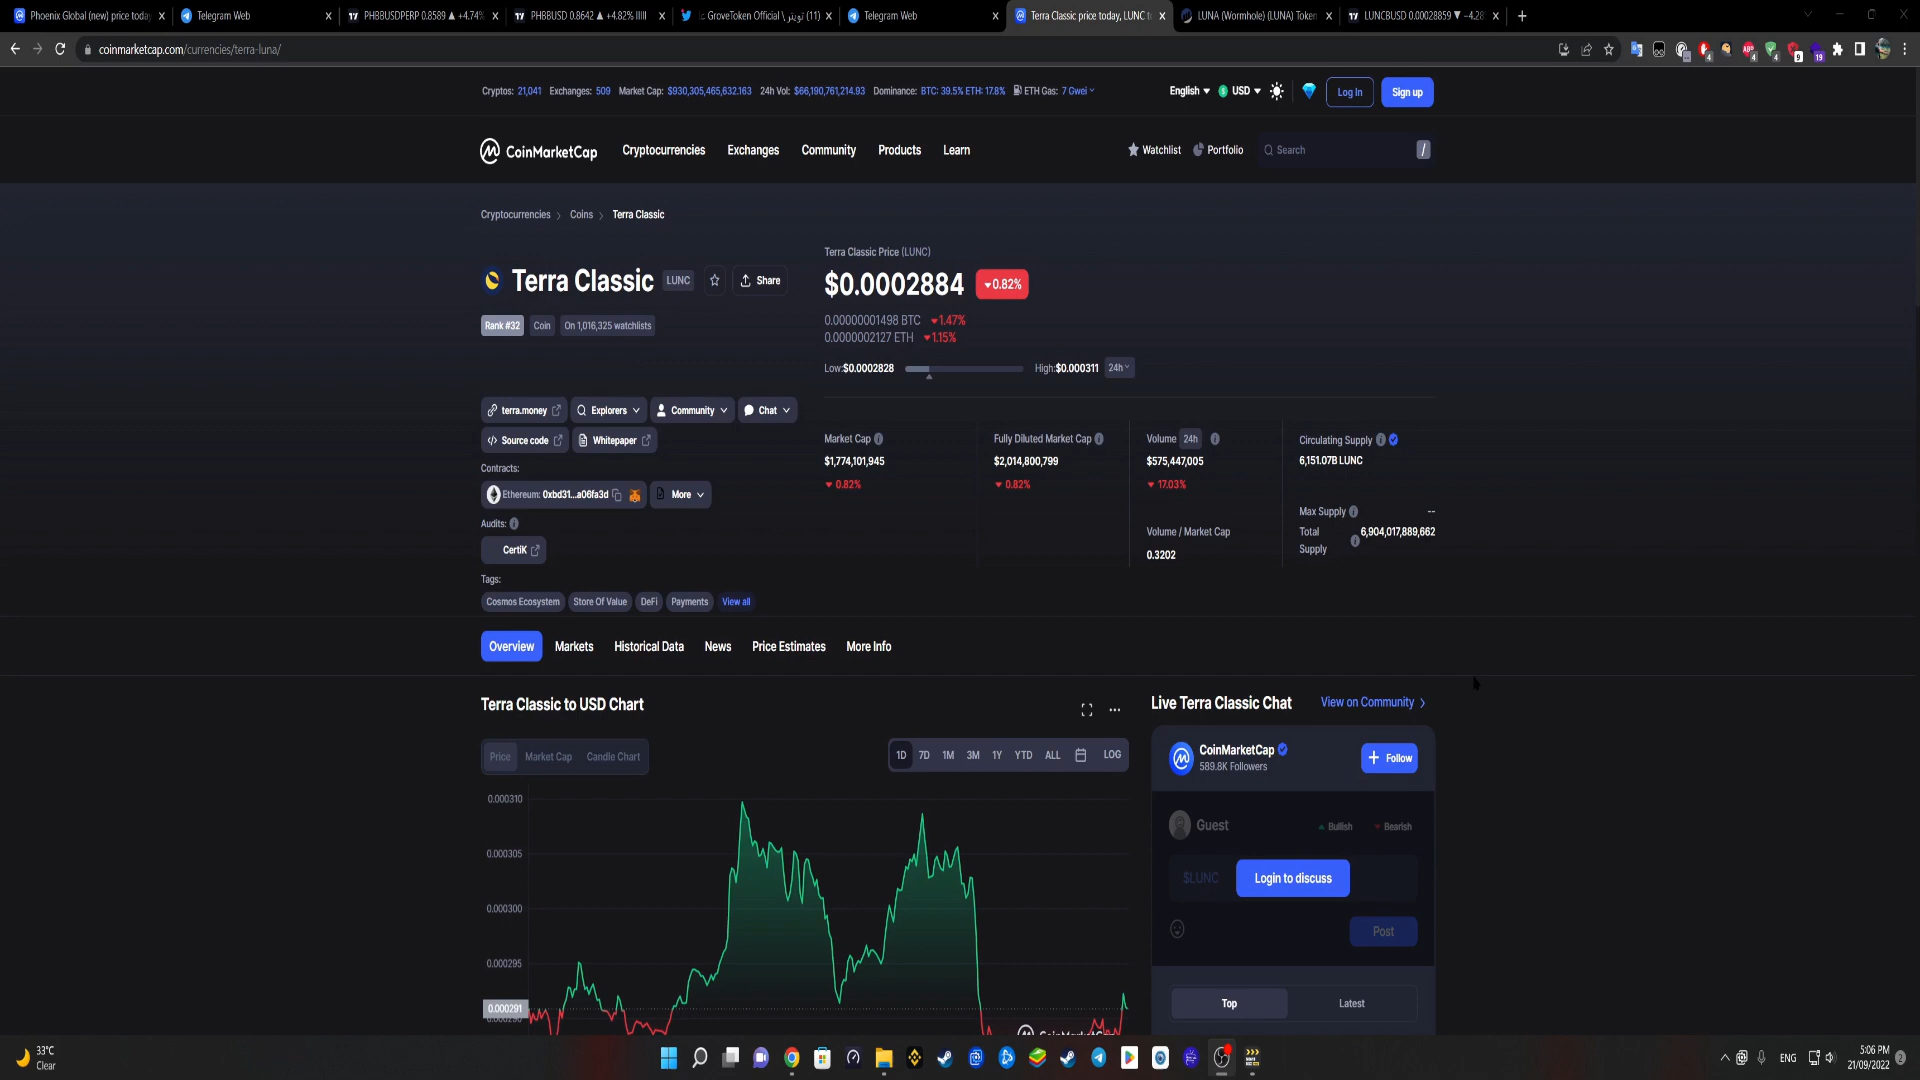 Phoenix Global (new) price today
Telegram Web
PHBBUSDPERP 0.8589 ▲ +4.74%
PHBBUSD 0.8642 ▲ +4.82%
GroveToken Official \ تويتر (11)
Telegram Web
Terra Classic price today, LUNC t
LUNA (Wormhole) (LUNA) Token
LUNCBUSD 0.00028859 ▼ −4.28
coinmarketcap.com/currencies/terra-luna/
Cryptos: 21,041 Exchanges: 509 Market Cap: $930,305,465,632.163 24h Vol: $66,190,761,214.93 Dominance: BTC: 39.5% ETH: 17.8% ETH Gas: 7 Gwei
English USD Log In Sign up
CoinMarketCap Cryptocurrencies Exchanges Community Products Learn Watchlist Portfolio Search /
Cryptocurrencies > Coins > Terra Classic
Terra Classic Price (LUNC)
Terra Classic LUNC Share
$0.0002884 ▾0.82%
Rank #32 Coin On 1,016,325 watchlists
0.00000001498 BTC ▾1.47%
0.0000002127 ETH ▾1.15%
Low:$0.0002828 High:$0.000311 24h
terra.money Explorers Community Chat
Source code Whitepaper
Contracts:
Ethereum: 0xbd31...a06fa3d More
Audits:
CertiK
Tags:
Cosmos Ecosystem Store Of Value DeFi Payments View all
Market Cap
$1,774,101,945
▾ 0.82%
Fully Diluted Market Cap
$2,014,800,799
▾ 0.82%
Volume 24h
$575,447,005
▾ 17.03%
Volume / Market Cap
0.3202
Circulating Supply
6,151.07B LUNC
Max Supply --
Total Supply 6,904,017,889,662
Overview Markets Historical Data News Price Estimates More Info
Terra Classic to USD Chart
Price Market Cap Candle Chart
1D 7D 1M 3M 1Y YTD ALL LOG
0.000310
0.000305
0.000300
0.000295
0.000291
Live Terra Classic Chat View on Community >
CoinMarketCap
589.8K Followers
+ Follow
Guest Bullish Bearish
$LUNC Login to discuss
Post
Top Latest
33°C
Clear
ENG
5:06 PM
21/09/2022
2